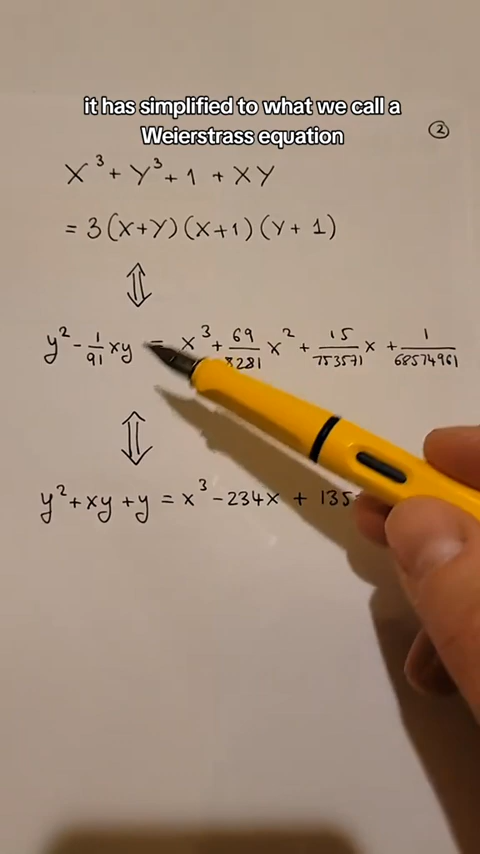 it has simplified to what we call a
Weierstrass equation
②
X³ + Y³ + 1 + XY
= 3(X+Y)(X+1)(Y+1)
⇕
y² - 1/91 xy = x³ + 69/8281 x² + 15/753571 x + 1/68574961
⇕
y² + xy + y = x³ - 234x + 135